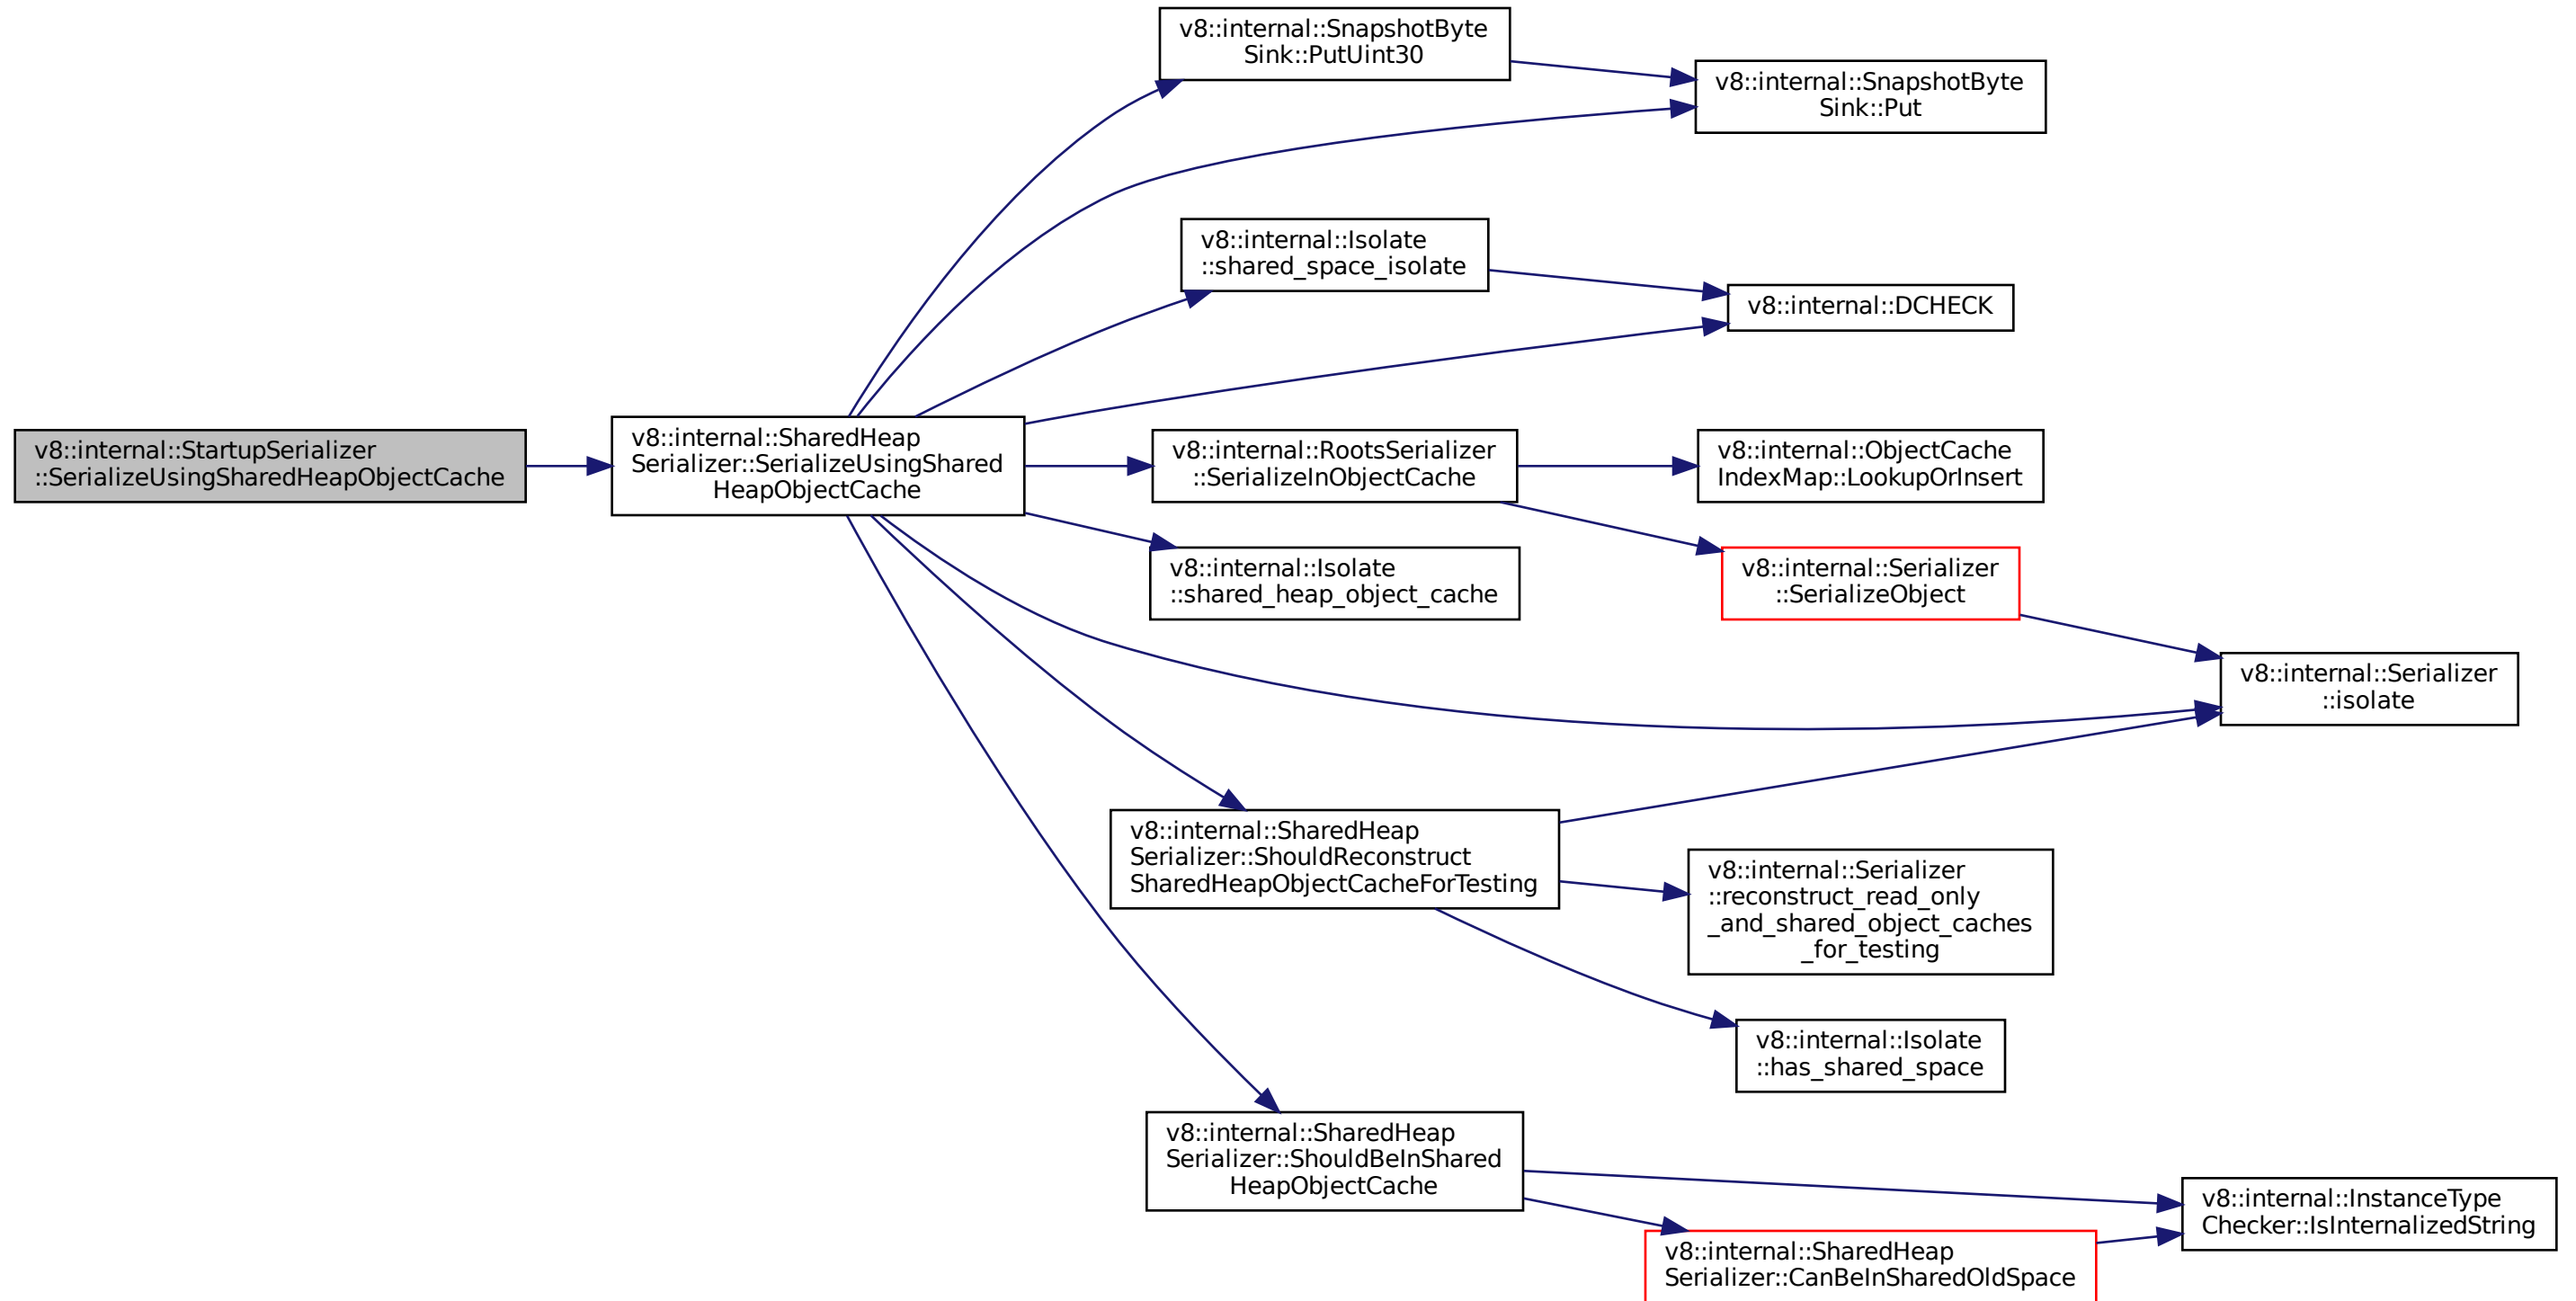 v8::internal::StartupSerializer
::SerializeUsingSharedHeapObjectCache
v8::internal::SharedHeap
Serializer::SerializeUsingShared
HeapObjectCache
v8::internal::SnapshotByte
Sink::PutUint30
v8::internal::SnapshotByte
Sink::Put
v8::internal::Isolate
::shared_space_isolate
v8::internal::DCHECK
v8::internal::RootsSerializer
::SerializeInObjectCache
v8::internal::ObjectCache
IndexMap::LookupOrInsert
v8::internal::Isolate
::shared_heap_object_cache
v8::internal::Serializer
::SerializeObject
v8::internal::Serializer
::isolate
v8::internal::SharedHeap
Serializer::ShouldReconstruct
SharedHeapObjectCacheForTesting
v8::internal::Serializer
::reconstruct_read_only
_and_shared_object_caches
_for_testing
v8::internal::Isolate
::has_shared_space
v8::internal::SharedHeap
Serializer::ShouldBeInShared
HeapObjectCache
v8::internal::InstanceType
Checker::IsInternalizedString
v8::internal::SharedHeap
Serializer::CanBeInSharedOldSpace